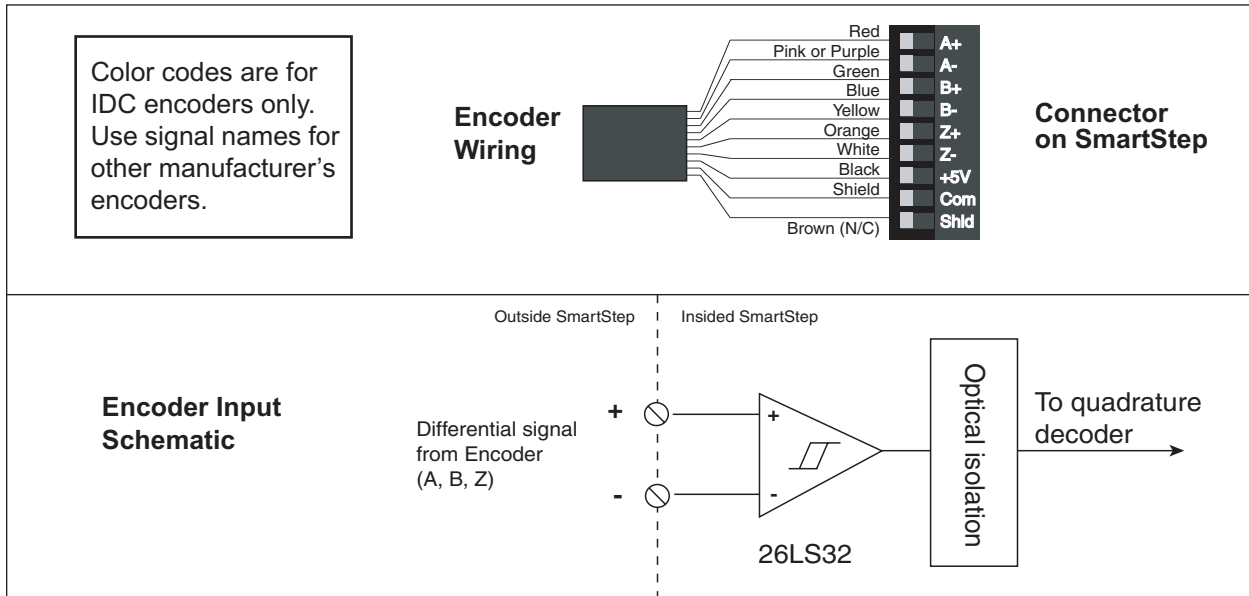 Color codes are for
IDC encoders only.
Use signal names for
other manufacturer's
encoders.
Encoder
Wiring
Red
Pink or Purple
Green
Blue
Yellow
Orange
White
Black
Shield
Brown (N/C)
A+
A-
B+
B-
Z+
Z-
+5V
Com
Shld
Connector
on SmartStep
Outside SmartStep
Insided SmartStep
Encoder Input
Schematic
Differential signal
from Encoder
(A, B, Z)
+
-
+
-
26LS32
Optical isolation
To quadrature
decoder